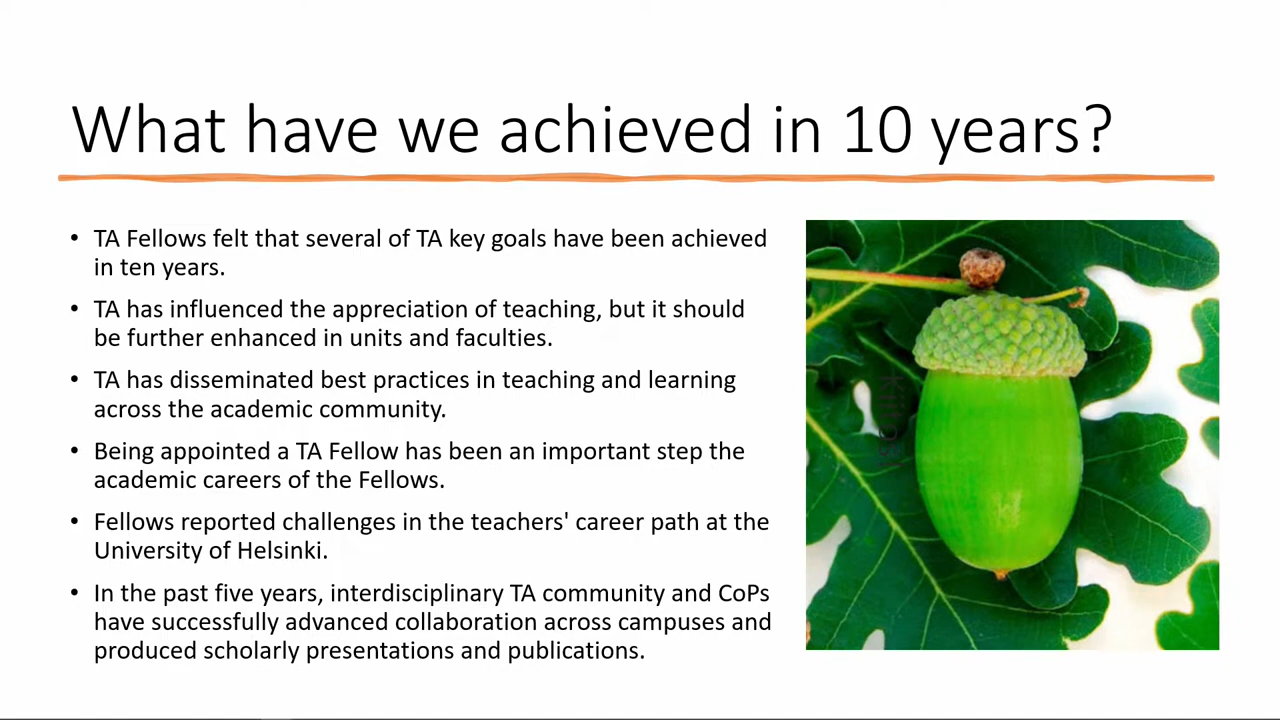 What have we achieved in 10 years?
• TA Fellows felt that several of TA key goals have been achieved
in ten years.
• TA has influenced the appreciation of teaching, but it should
be further enhanced in units and faculties.
• TA has disseminated best practices in teaching and learning
across the academic community.
• Being appointed a TA Fellow has been an important step the
academic careers of the Fellows.
• Fellows reported challenges in the teachers' career path at the
University of Helsinki.
• In the past five years, interdisciplinary TA community and CoPs
have successfully advanced collaboration across campuses and
produced scholarly presentations and publications.